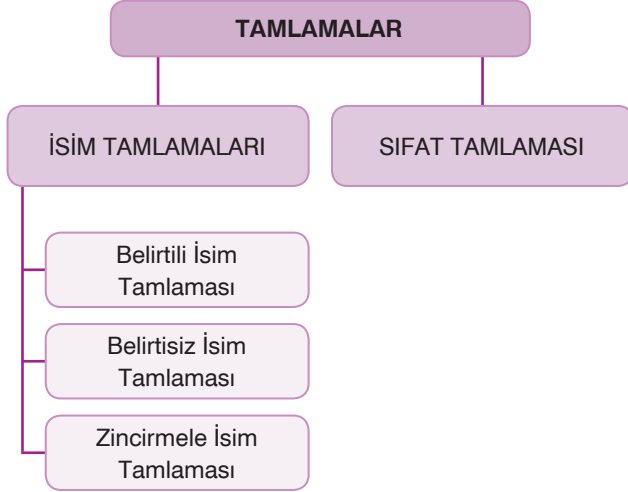 TAMLAMALAR
İSİM TAMLAMALARI
SIFAT TAMLAMASI
Belirtili İsim
Tamlaması
Belirtisiz İsim
Tamlaması
Zincirmele İsim
Tamlaması